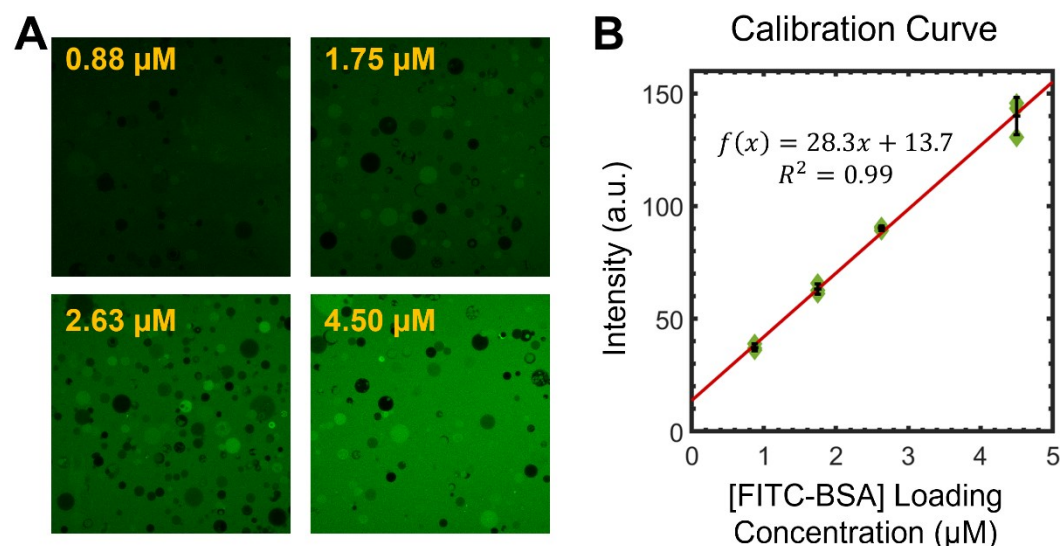 A
0.88 µM
1.75 µM
2.63 µM
4.50 µM
B
Calibration Curve
150
100
50
0
Intensity (a.u.)
f(x) = 28.3x + 13.7
R² = 0.99
0 1 2 3 4 5
[FITC-BSA] Loading
Concentration (µM)